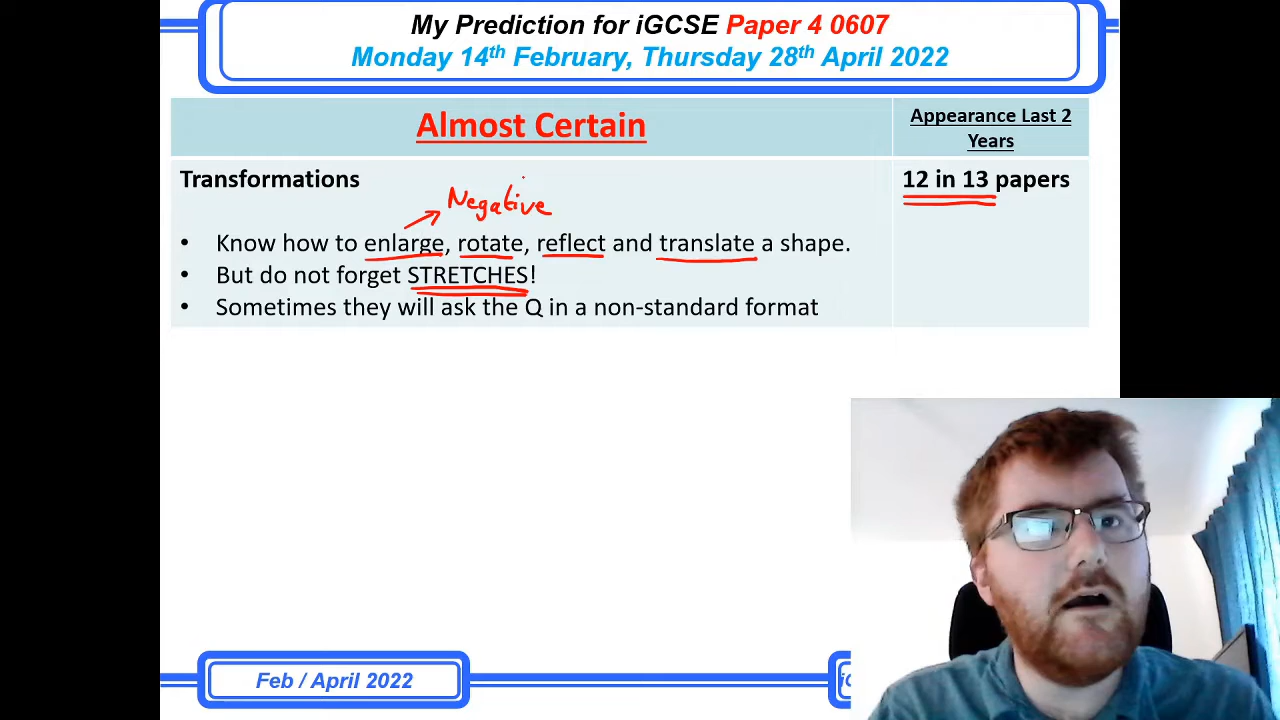 My Prediction for iGCSE Paper 4 0607
Monday 14th February, Thursday 28th April 2022
Almost Certain
Appearance Last 2
Years
Transformations
12 in 13 papers
Negative
• Know how to enlarge, rotate, reflect and translate a shape.
• But do not forget STRETCHES!
• Sometimes they will ask the Q in a non-standard format
Feb / April 2022